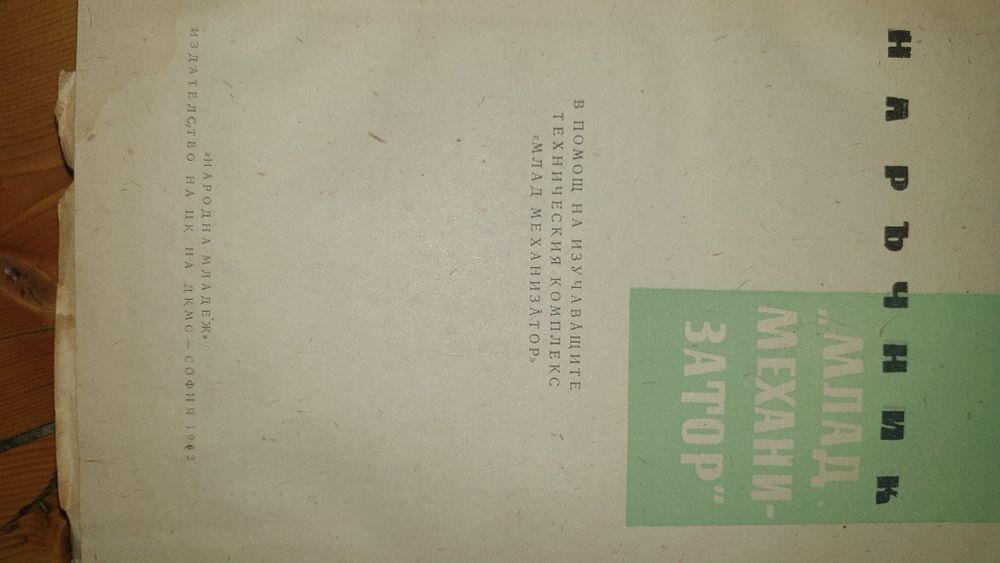 НАРЪЧНИК
„МЛАД
МЕХАНИ-
ЗАТОР“
В ПОМОЩ НА ИЗУЧАВАЩИТЕ
ТЕХНИЧЕСКИЯ КОМПЛЕКС
«МЛАД МЕХАНИЗАТОР»
«НАРОДНА МЛАДЕЖ»
ИЗДАТЕЛСТВО НА ЦК НА ДКМС — СОФИЯ 1962